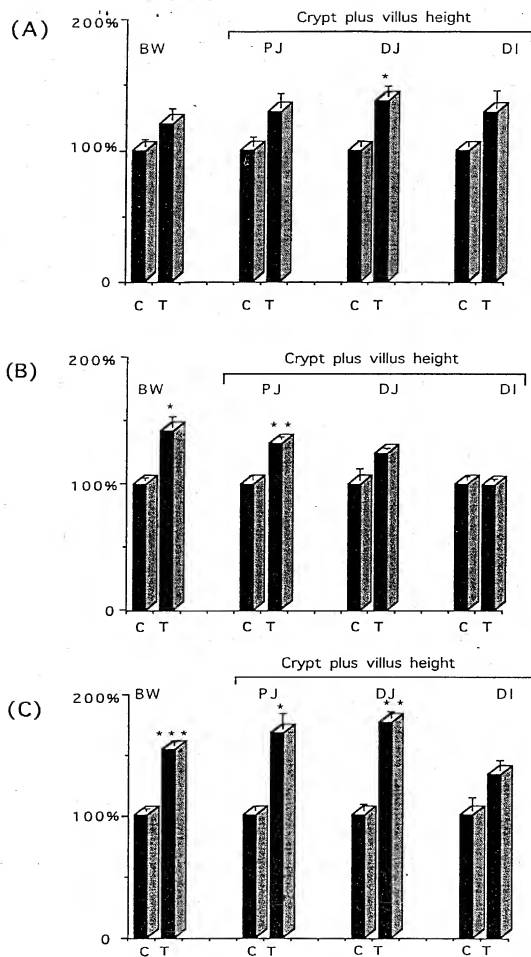 (A)
Crypt plus villus height
200%
BW PJ DJ DI
*
100%
0
C T C T C T C T
(B)
Crypt plus villus height
200%
BW PJ DJ DI
* * *
100%
0
C T C T C T C T
(C)
Crypt plus villus height
200%
BW PJ DJ DI
* * * * * *
100%
0
C T C T C T C T